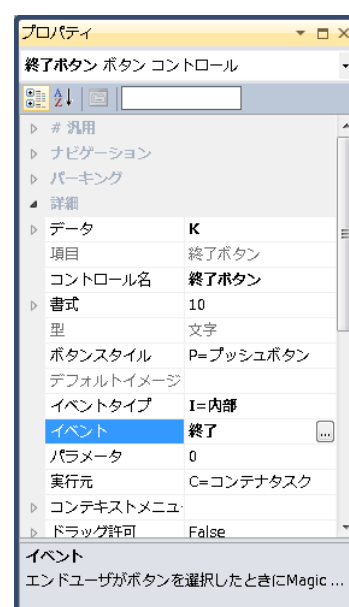 プロパティ
終了ボタン ボタン コントロール
# 汎用
ナビゲーション
パーキング
詳細
データ K
項目 終了ボタン
コントロール名 終了ボタン
書式 10
型 文字
ボタンスタイル P=プッシュボタン
デフォルトイメージ
イベントタイプ I=内部
イベント 終了 ...
パラメータ 0
実行元 C=コンテナタスク
コンテキストメニュー
ドラッグ許可 False
イベント
エンドユーザがボタンを選択したときにMagic ...